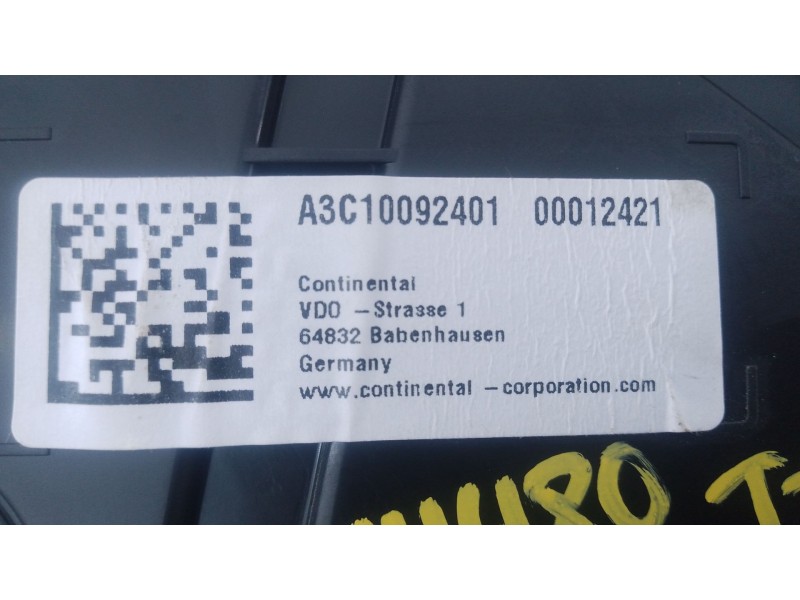 A3C10092401 00012421
Continental
VDO - Strasse 1
64832 Babenhausen
Germany
www.continental - corporation.com